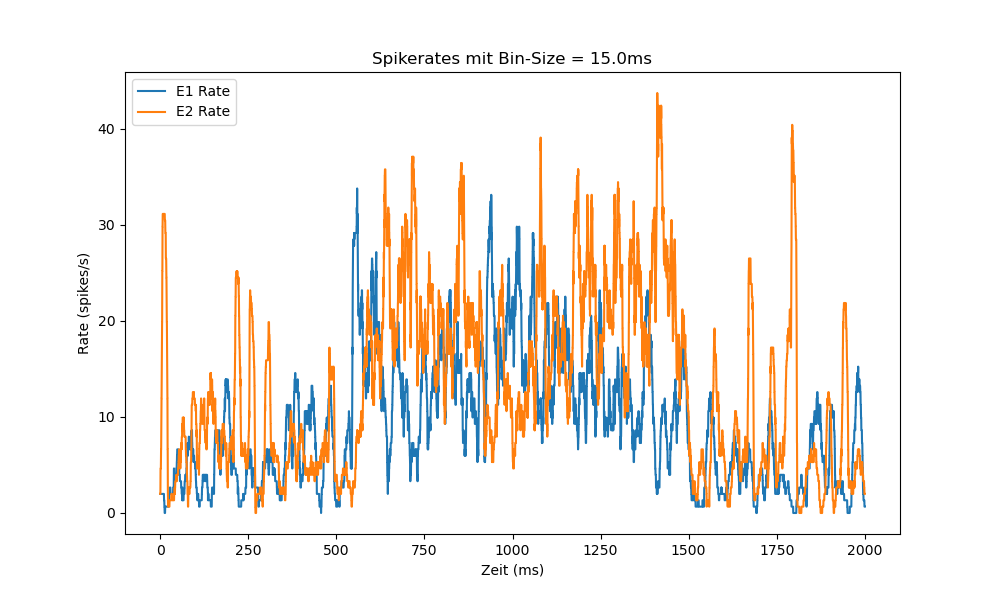 Spikerates mit Bin-Size = 15.0ms
E1 Rate
E2 Rate
Rate (spikes/s)
40
30
20
10
0
0 250 500 750 1000 1250 1500 1750 2000
Zeit (ms)